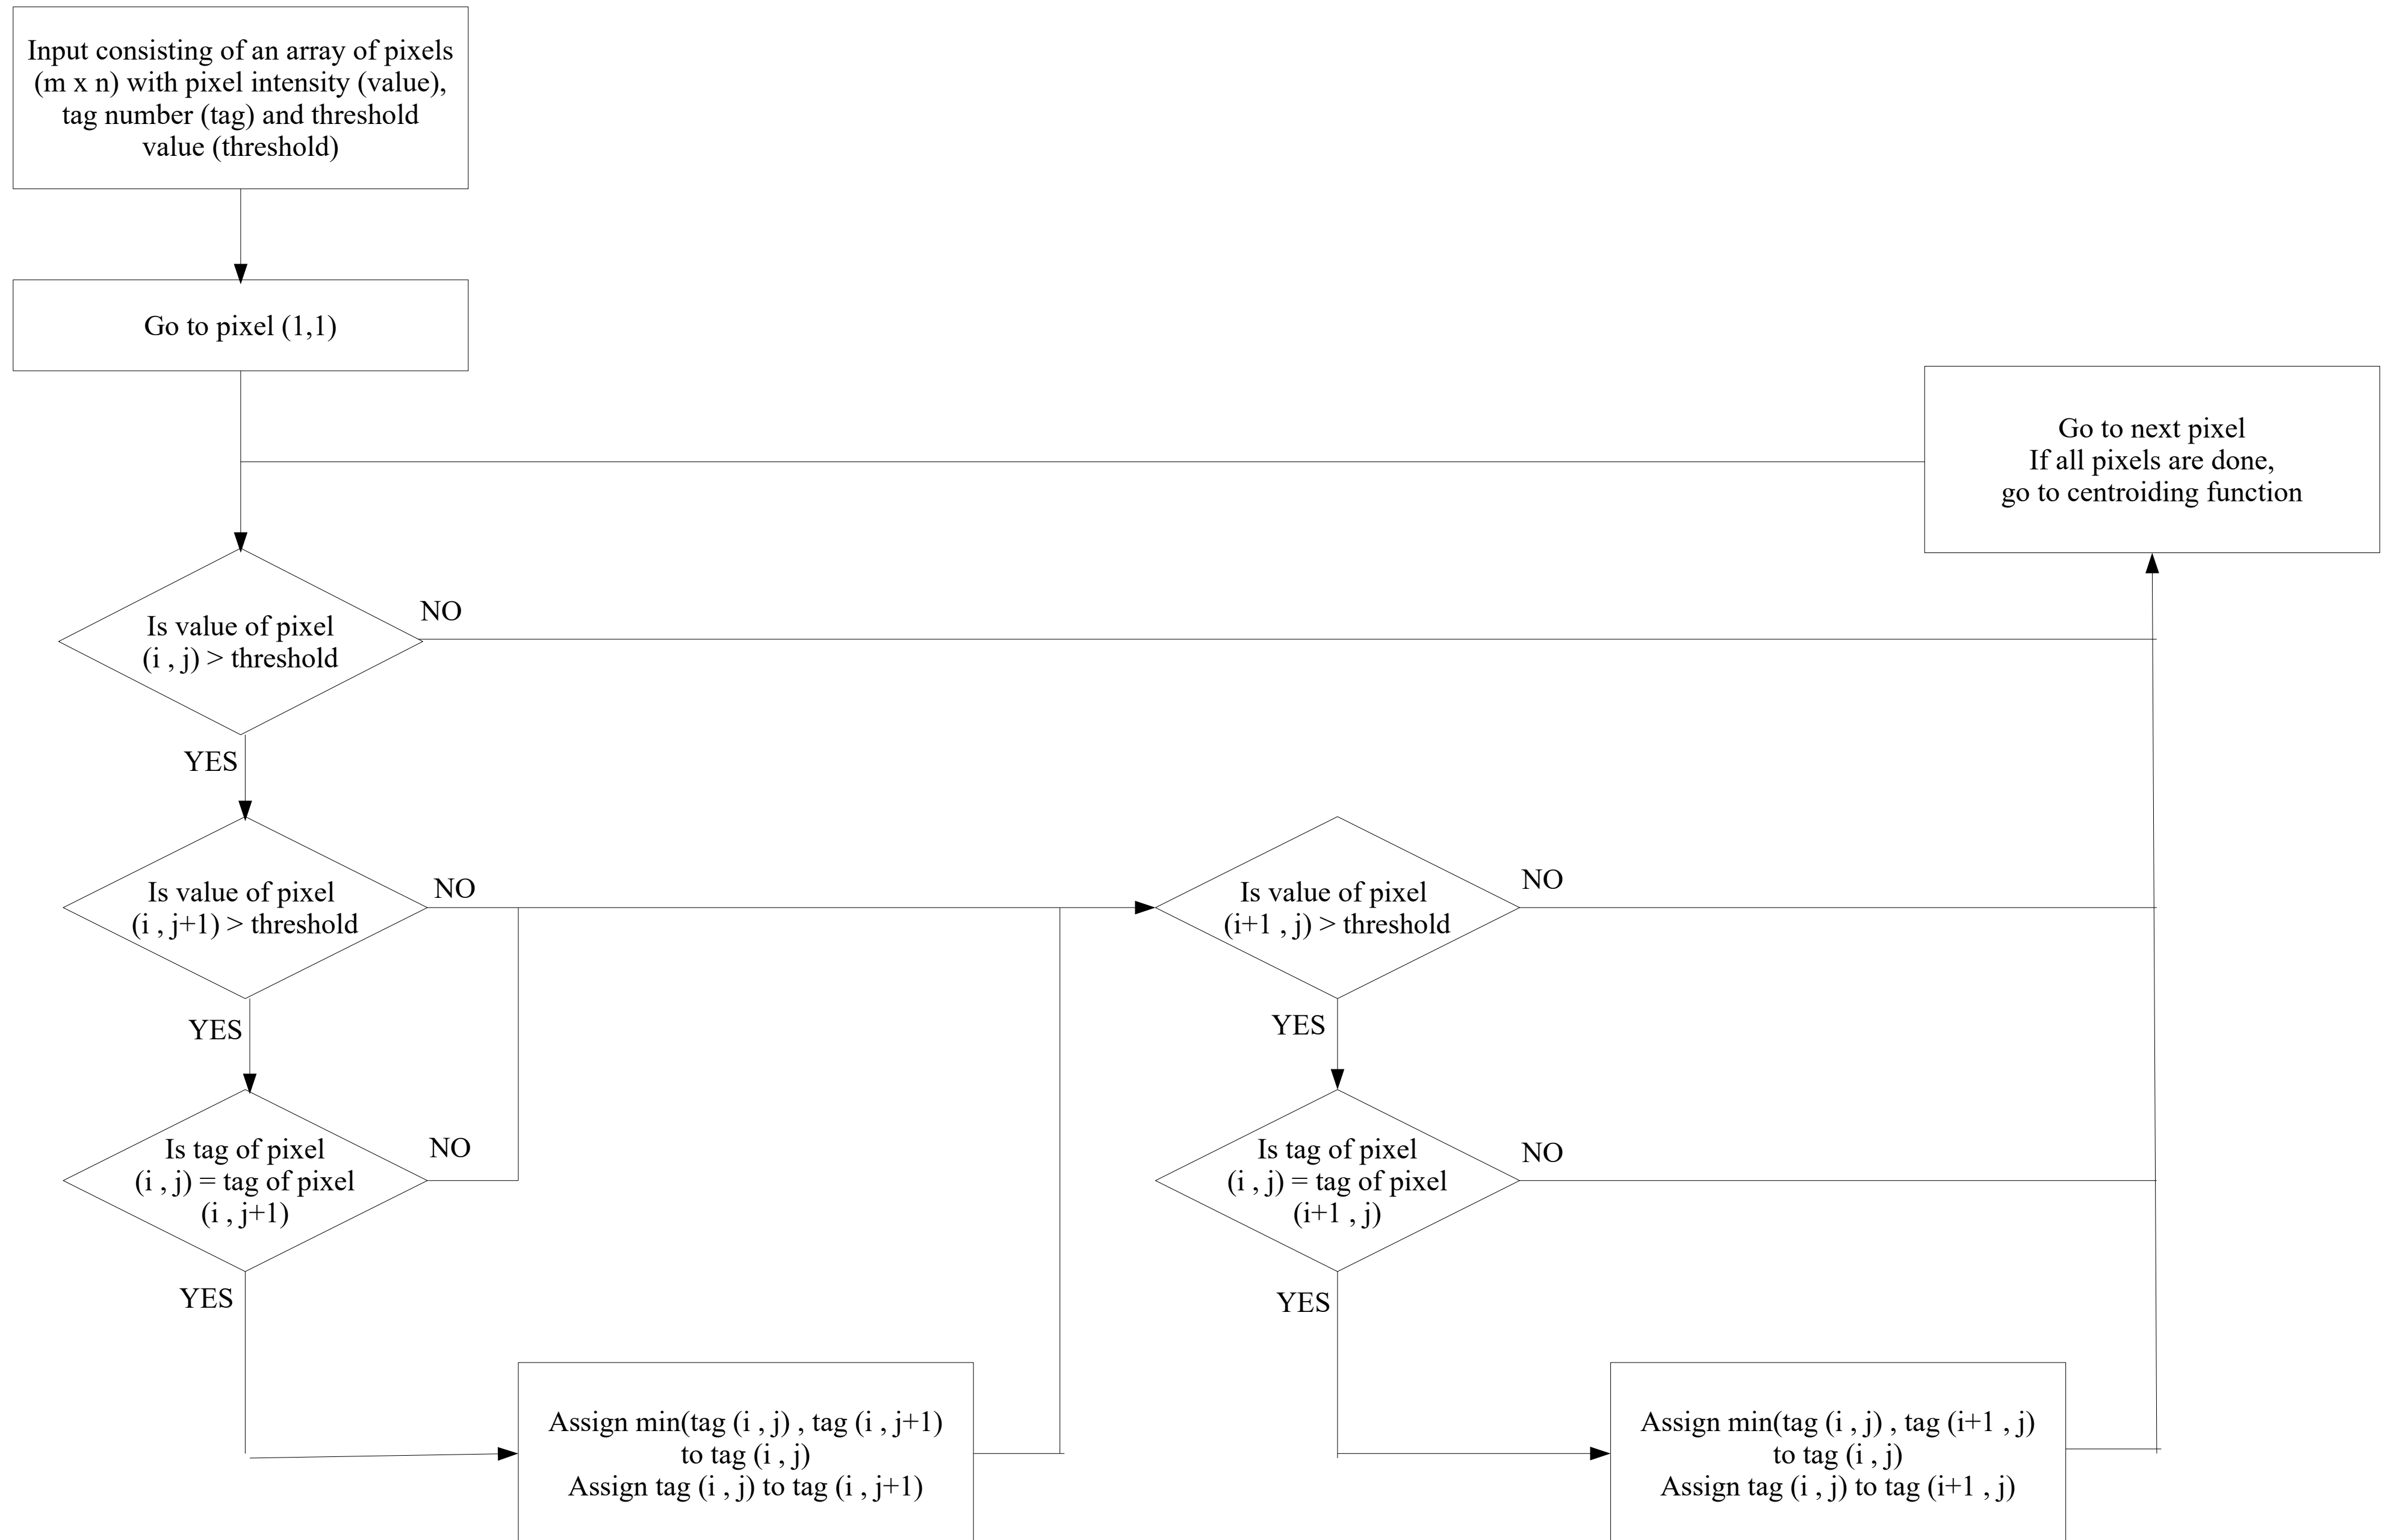 Input consisting of an array of pixels
(m x n) with pixel intensity (value),
tag number (tag) and threshold
value (threshold)
Go to pixel (1,1)
Go to next pixel
If all pixels are done,
go to centroiding function
Is value of pixel
(i , j) > threshold
NO
YES
Is value of pixel
(i , j+1) > threshold
NO
YES
Is tag of pixel
(i , j) = tag of pixel
(i , j+1)
NO
YES
Assign min(tag (i , j) , tag (i , j+1)
to tag (i , j)
Assign tag (i , j) to tag (i , j+1)
Is value of pixel
(i+1 , j) > threshold
NO
YES
Is tag of pixel
(i , j) = tag of pixel
(i+1 , j)
NO
YES
Assign min(tag (i , j) , tag (i+1 , j)
to tag (i , j)
Assign tag (i , j) to tag (i+1 , j)